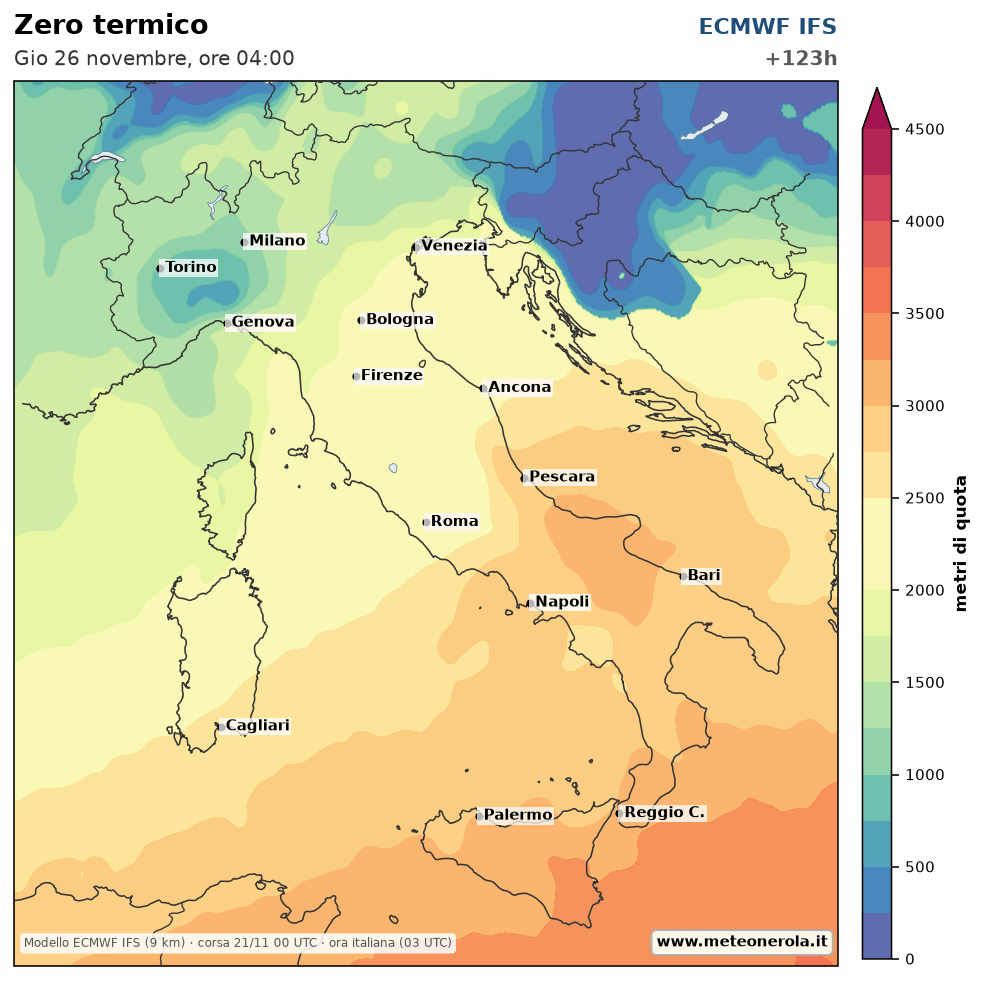 Zero termico
ECMWF IFS
Gio 26 novembre, ore 04:00
+123h
Milano
Venezia
Torino
Genova
Bologna
Firenze
Ancona
Pescara
Roma
Bari
Napoli
Cagliari
Palermo
Reggio C.
4500
4000
3500
3000
2500
2000
1500
1000
500
0
metri di quota
Modello ECMWF IFS (9 km) · corsa 21/11 00 UTC · ora italiana (03 UTC)
www.meteonerola.it